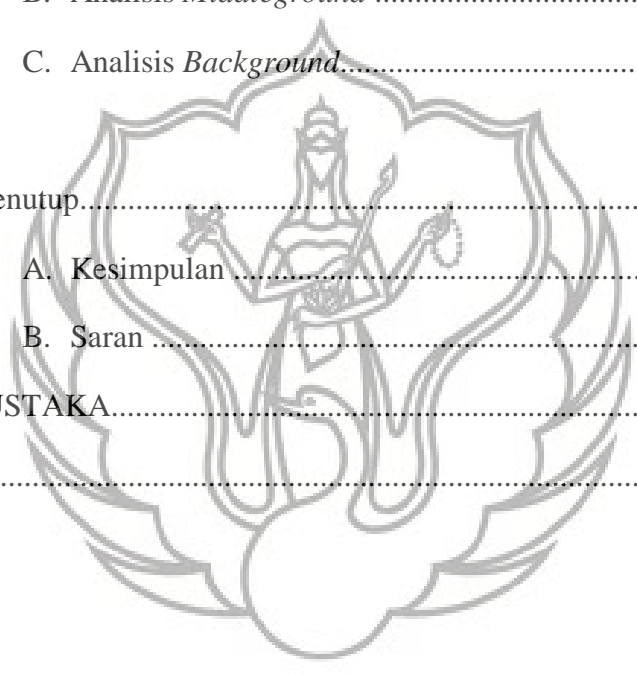 B. Analisis Middleground ........................................
C. Analisis Background........................................
enutup........................................
A. Kesimpulan ........................................
B. Saran ........................................
USTAKA........................................
........................................